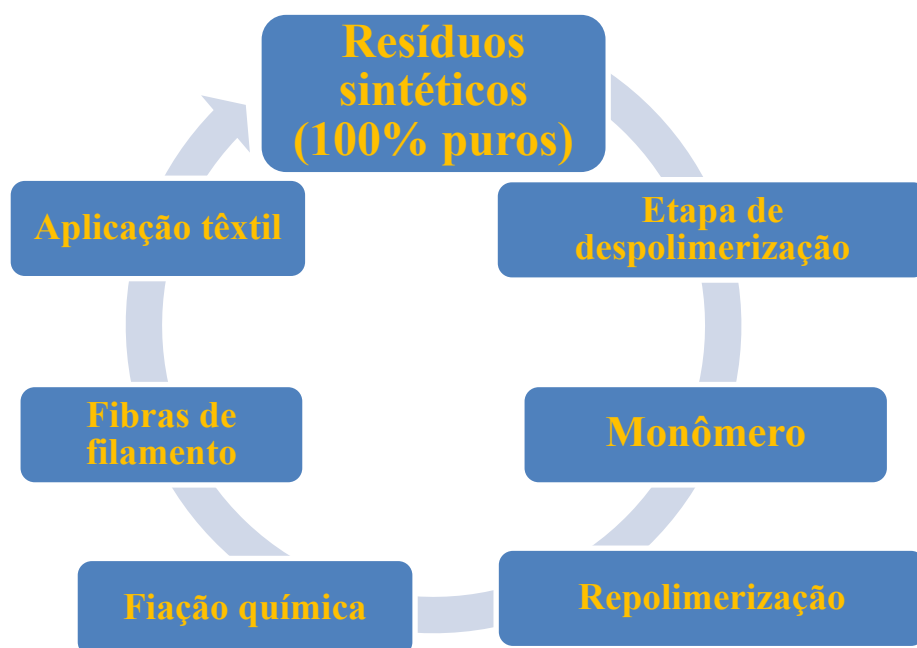 Resíduos
sintéticos
(100% puros)
Etapa de
despolimerização
Monômero
Repolimerização
Fiação química
Fibras de
filamento
Aplicação têxtil